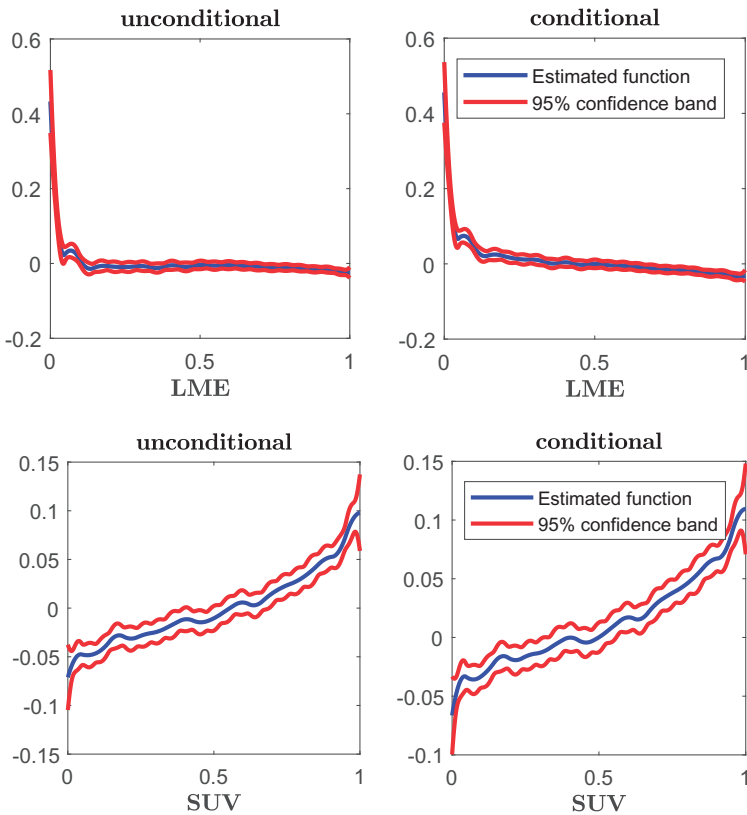 unconditional
0.6
0.4
0.2
0
-0.2
0
0.5
1
LME
conditional
Estimated function
95% confidence band
0.6
0.4
0.2
0
-0.2
0
0.5
1
LME
unconditional
0.15
0.1
0.05
0
-0.05
-0.1
-0.15
0
0.5
1
SUV
conditional
Estimated function
95% confidence band
0.15
0.1
0.05
0
-0.05
-0.1
0
0.5
1
SUV